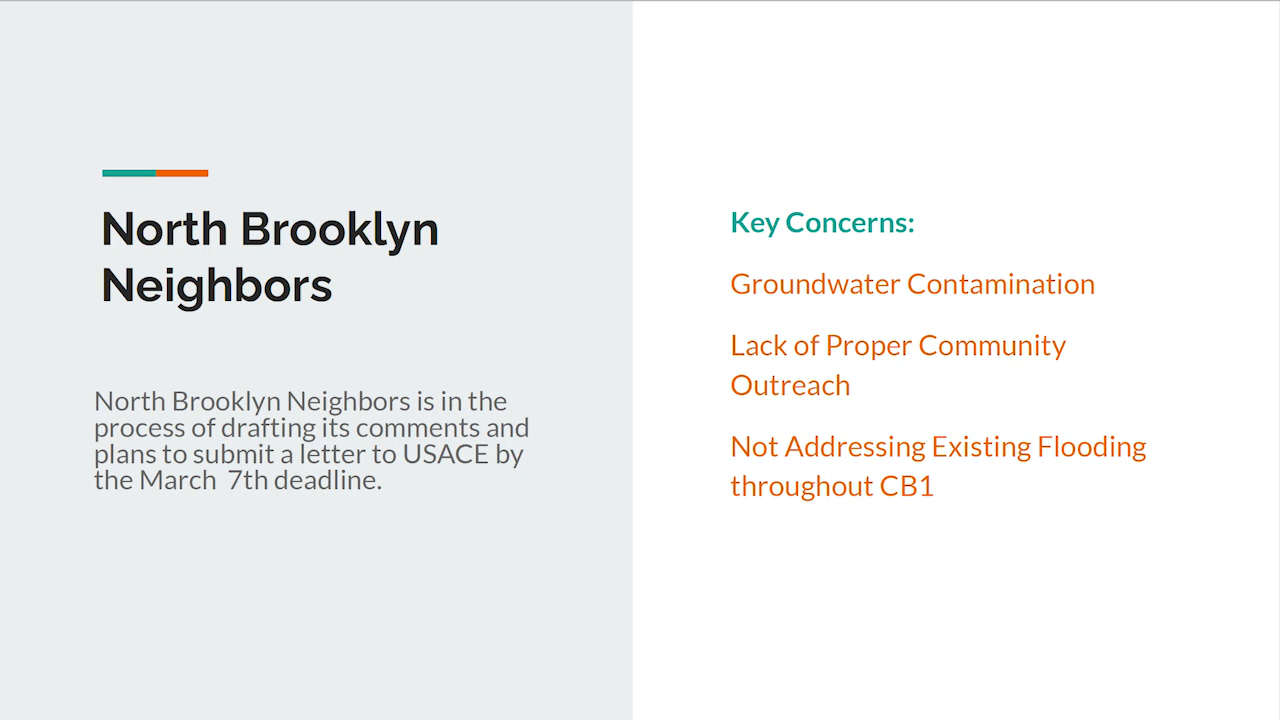 North Brooklyn
Neighbors
North Brooklyn Neighbors is in the
process of drafting its comments and
plans to submit a letter to USACE by
the March  7th deadline.
Key Concerns:
Groundwater Contamination
Lack of Proper Community
Outreach
Not Addressing Existing Flooding
throughout CB1